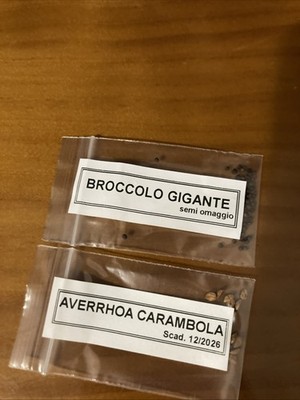 BROCCOLO GIGANTE
semi omaggio
AVERRHOA CARAMBOLA
Scad. 12/2026